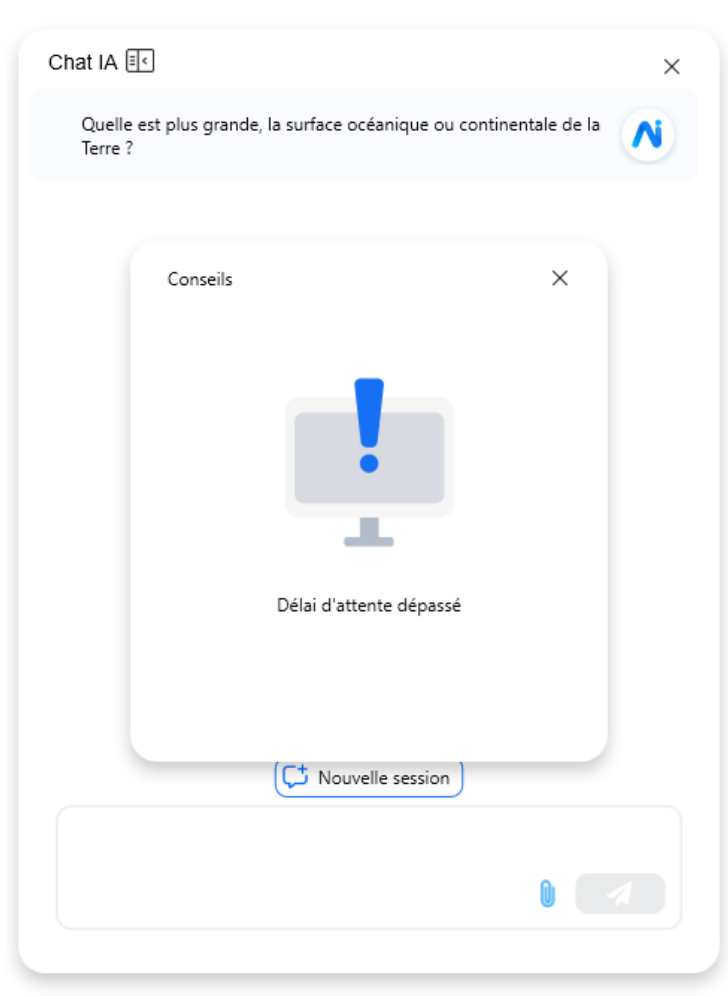 Chat IA
Quelle est plus grande, la surface océanique ou continentale de la
Terre ?
Conseils
Délai d'attente dépassé
Nouvelle session